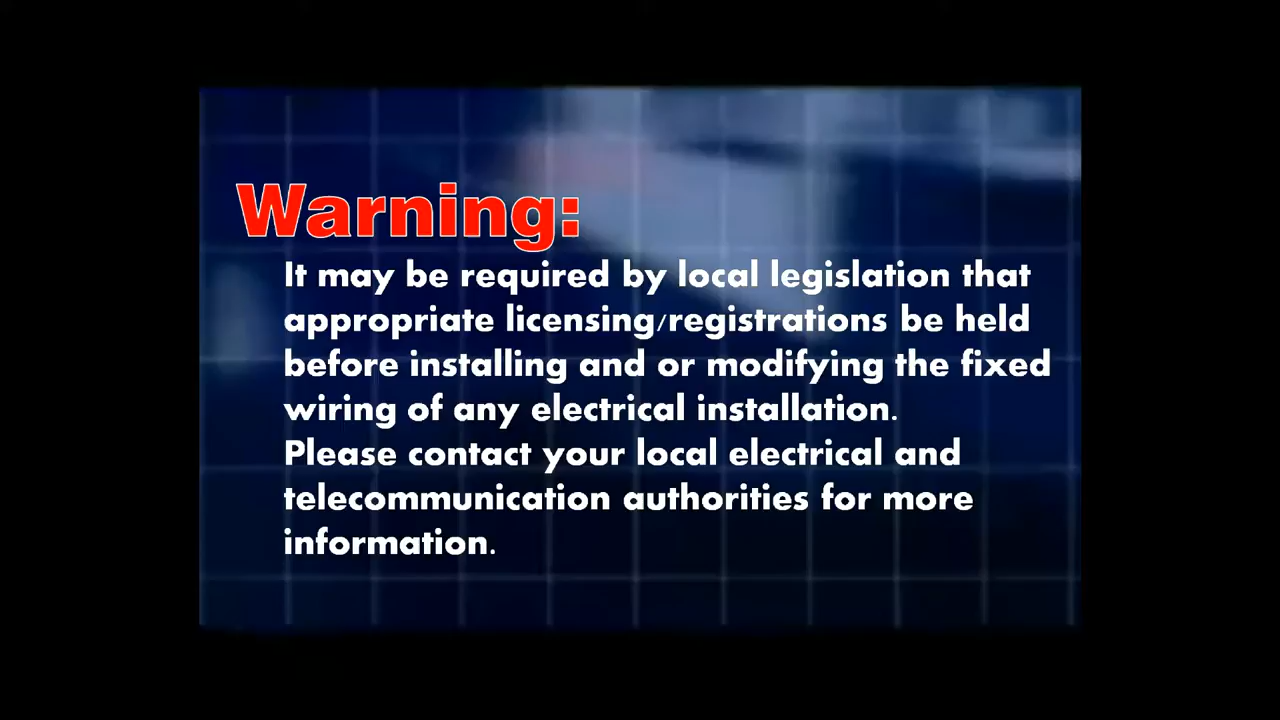 Warning:
It may be required by local legislation that
appropriate licensing/registrations be held
before installing and or modifying the fixed
wiring of any electrical installation.
Please contact your local electrical and
telecommunication authorities for more
information.